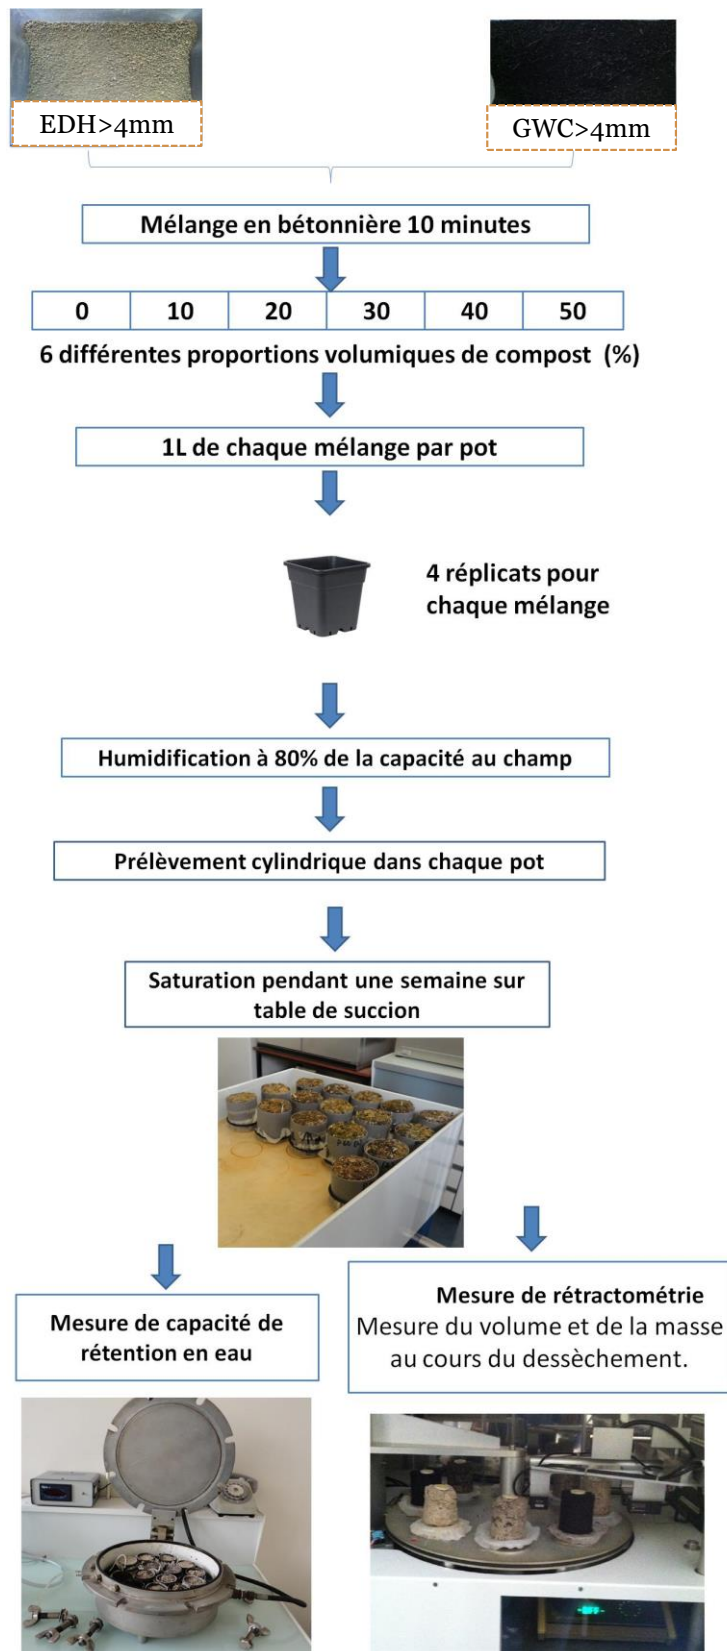 EDH>4mm
GWC>4mm
Mélange en bétonnière 10 minutes
0 10 20 30 40 50
6 différentes proportions volumiques de compost (%)
1L de chaque mélange par pot
4 réplicats pour
chaque mélange
Humidification à 80% de la capacité au champ
Prélèvement cylindrique dans chaque pot
Saturation pendant une semaine sur
table de succion
Mesure de capacité de
rétention en eau
Mesure de rétractométrie
Mesure du volume et de la masse
au cours du dessèchement.
-OFF-